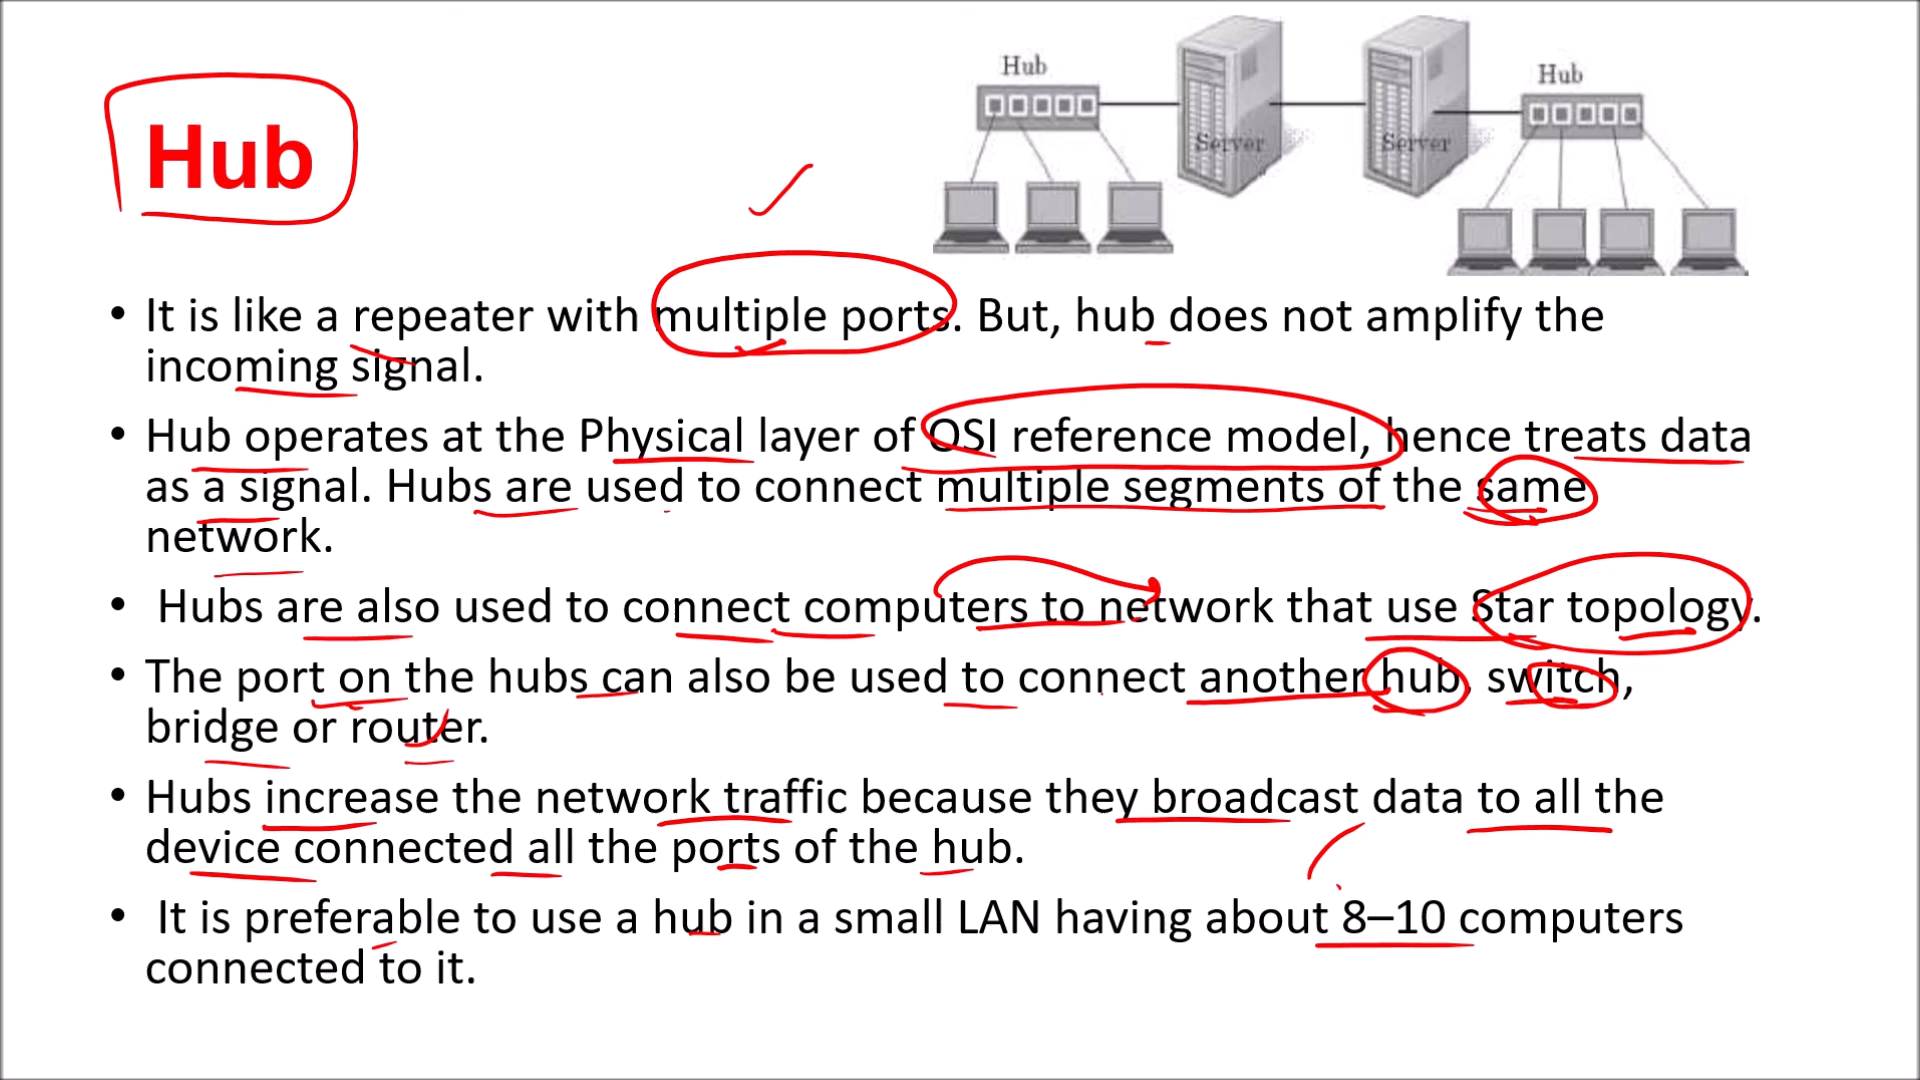 Hub
Hub
Server
Server
Hub
• It is like a repeater with multiple ports. But, hub does not amplify the
incoming signal.
• Hub operates at the Physical layer of OSI reference model, hence treats data
as a signal. Hubs are used to connect multiple segments of the same
network.
• Hubs are also used to connect computers to network that use Star topology.
• The port on the hubs can also be used to connect another hub, switch,
bridge or router.
• Hubs increase the network traffic because they broadcast data to all the
device connected all the ports of the hub.
• It is preferable to use a hub in a small LAN having about 8–10 computers
connected to it.